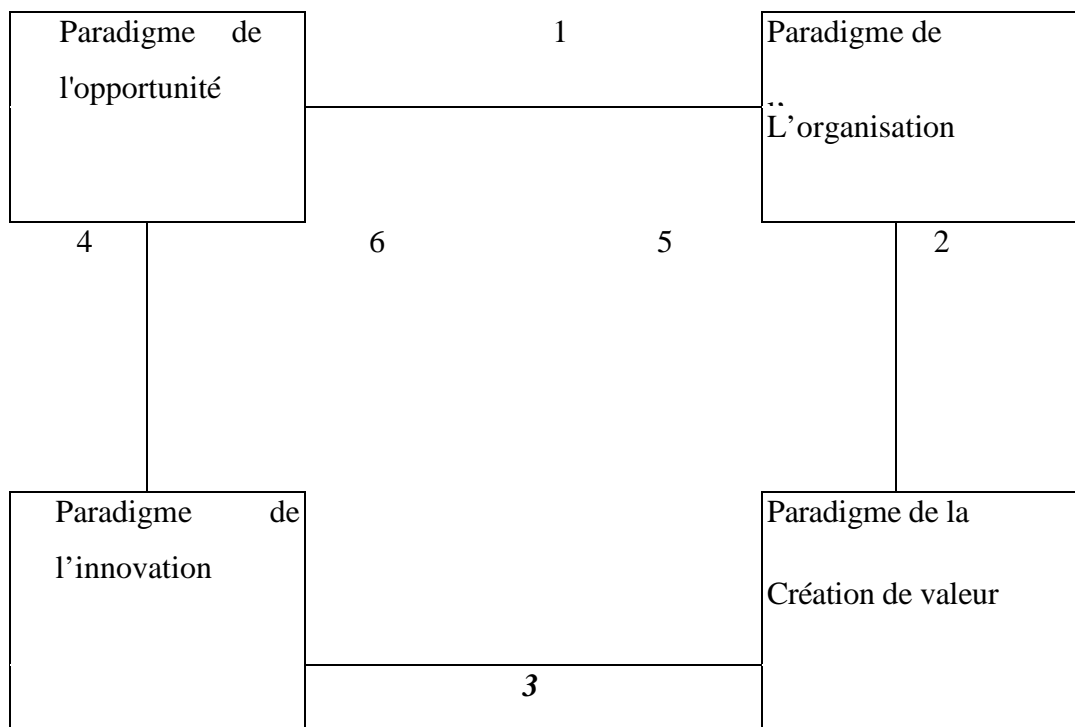 Paradigme de
l'opportunité
1
Paradigme de
L’organisation
4
6
5
2
Paradigme de
l’innovation
Paradigme de la
Création de valeur
3